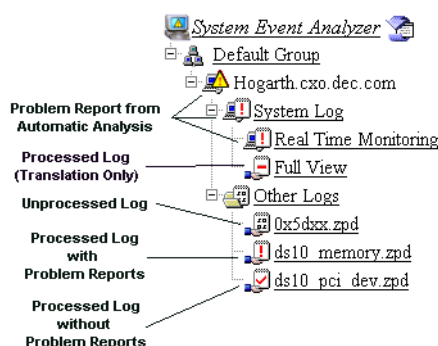 System Event Analyzer
Default Group
Hogarth.cxo.dec.com
Problem Report from
Automatic Analysis
System Log
Real Time Monitoring
Processed Log
(Translation Only)
Full View
Other Logs
Unprocessed Log
0x5dxx.zpd
Processed Log
with
Problem Reports
ds10_memory.zpd
ds10_pci_dev.zpd
Processed Log
without
Problem Reports